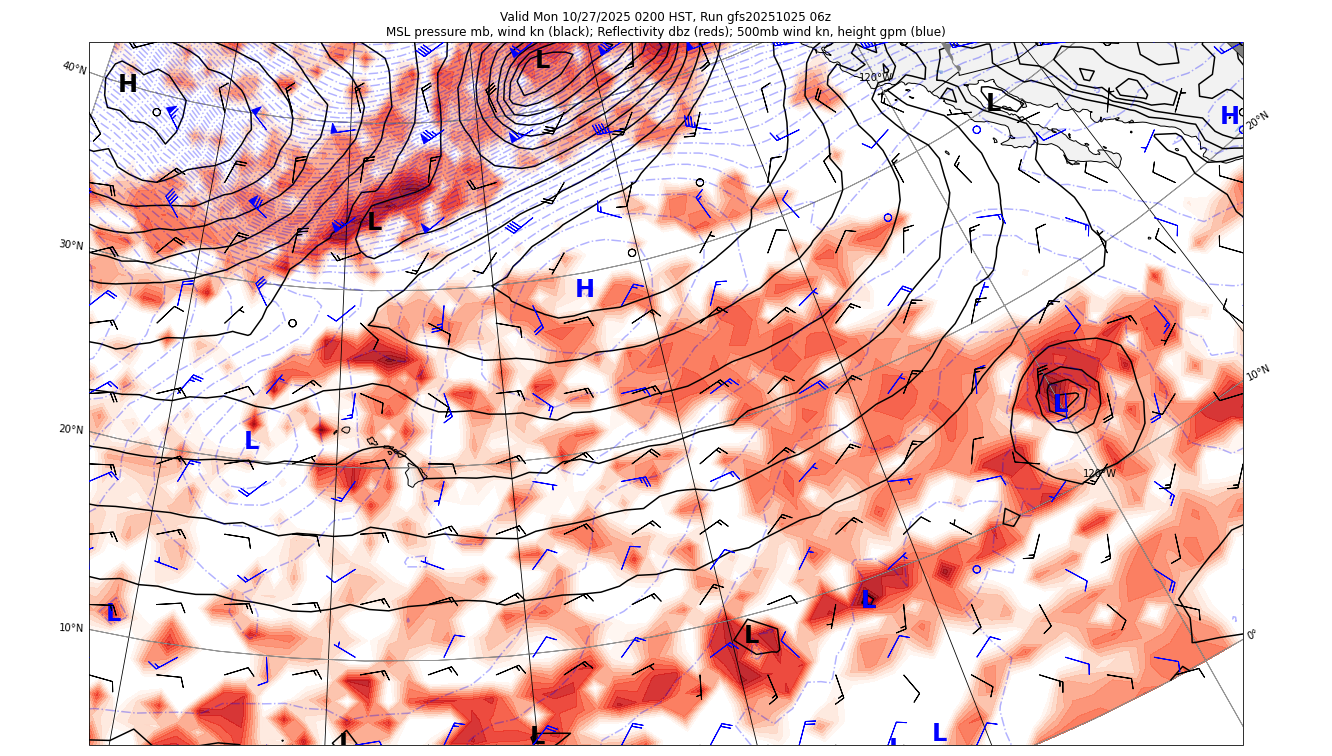 Valid Mon 10/27/2025 0200 HST, Run gfs20251025 06z
MSL pressure mb, wind kn (black); Reflectivity dbz (reds); 500mb wind kn, height gpm (blue)
40°N
H
L
120°W
L
H
20°N
L
30°N
H
10°N
L
20°N
L
120°W
L
L
10°N
L
0°
L
L
L
L